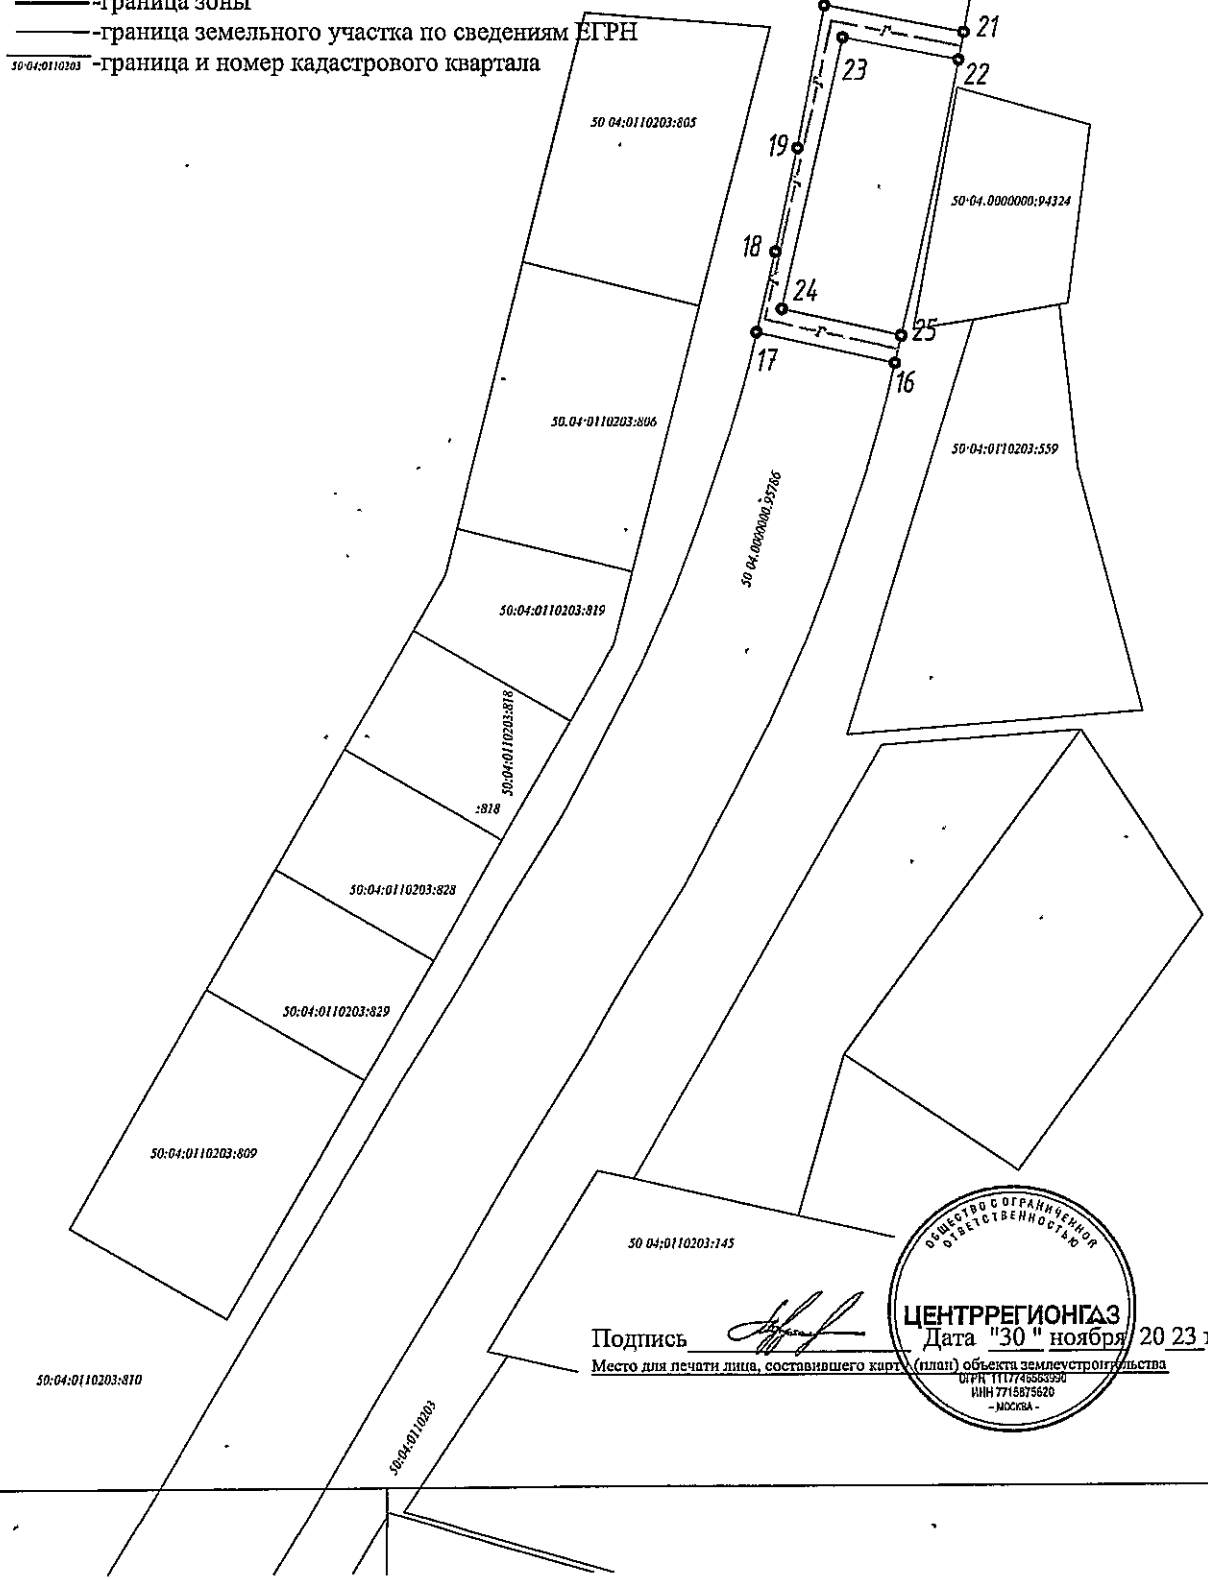 -граница зоны
-граница земельного участка по сведениям ЕГРН
50:04:0110203 -граница и номер кадастрового квартала
21
22
23
50 04:0110203:805
19
50:04.0000000:94324
18
24
25
17
16
50.04:0110203:806
50:04:0110203:559
50 04.0000000.95786
50:04:0110203:819
50:04:0110203:818
:818
50:04:0110203:828
50:04:0110203:829
50:04:0110203:809
50 04:0110203:145
ОБЩЕСТВО С ОГРАНИЧЕННОЙ
ОТВЕТСТВЕННОСТЬЮ
ЦЕНТРРЕГИОНГАЗ
Подпись Дата "30" ноября 20 23 г
Место для печати лица, составившего карту (план) объекта землеустроительства
ОГРН 1117746563990
ИНН 7715875620
- МОСКВА -
50:04:0110203:810
50:04:0110203